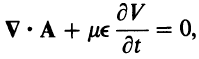 ∇ · A + μϵ ∂V/∂t = 0,